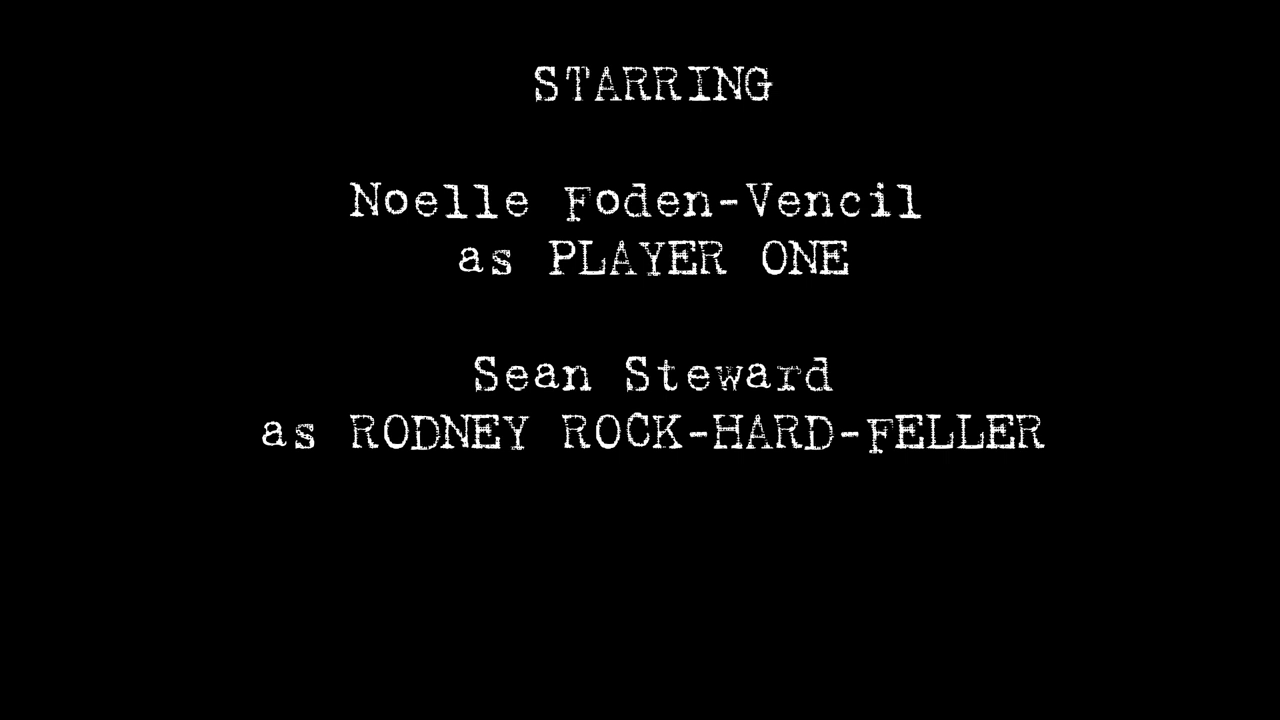 STARRING
Noelle Foden-Vencil
as PLAYER ONE
Sean Steward
as RODNEY ROCK-HARD-FELLER